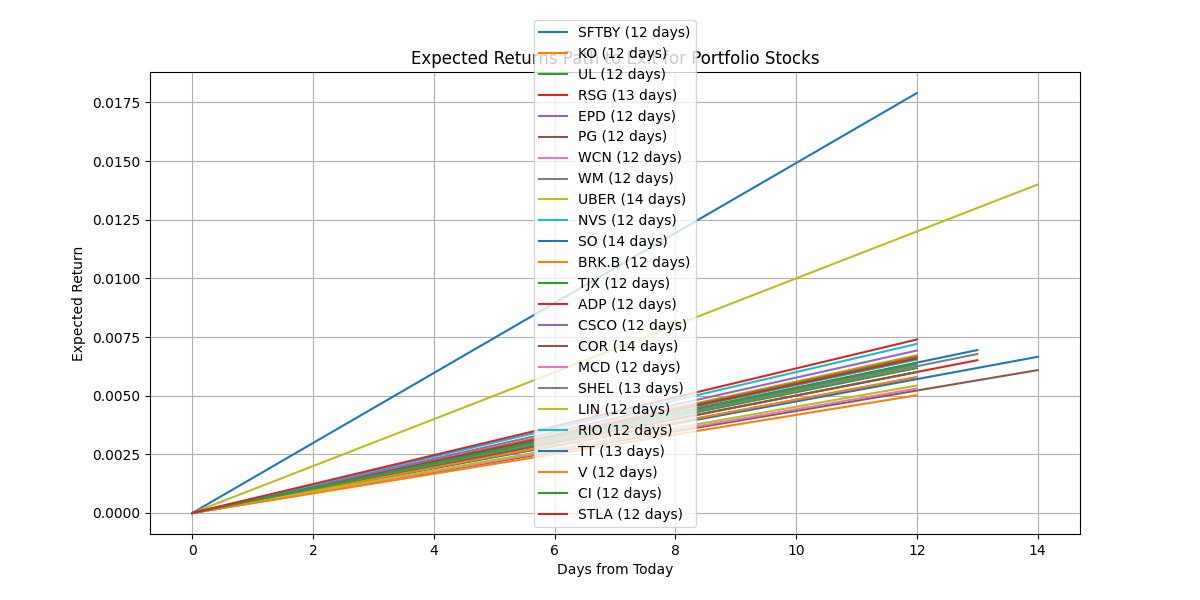 Expected Returns Path to Exit for Portfolio Stocks
SFTBY (12 days)
KO (12 days)
UL (12 days)
RSG (13 days)
EPD (12 days)
PG (12 days)
WCN (12 days)
WM (12 days)
UBER (14 days)
NVS (12 days)
SO (14 days)
BRK.B (12 days)
TJX (12 days)
ADP (12 days)
CSCO (12 days)
COR (14 days)
MCD (12 days)
SHEL (13 days)
LIN (12 days)
RIO (12 days)
TT (13 days)
V (12 days)
CI (12 days)
STLA (12 days)
Expected Return
0.0175
0.0150
0.0125
0.0100
0.0075
0.0050
0.0025
0.0000
0 2 4 6 8 10 12 14
Days from Today